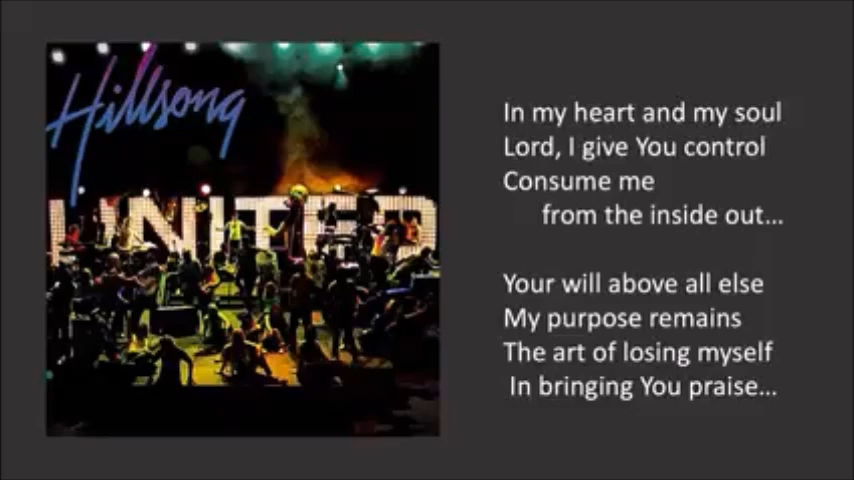 Hillsong
UNITED
In my heart and my soul
Lord, I give You control
Consume me
from the inside out...
Your will above all else
My purpose remains
The art of losing myself
In bringing You praise...